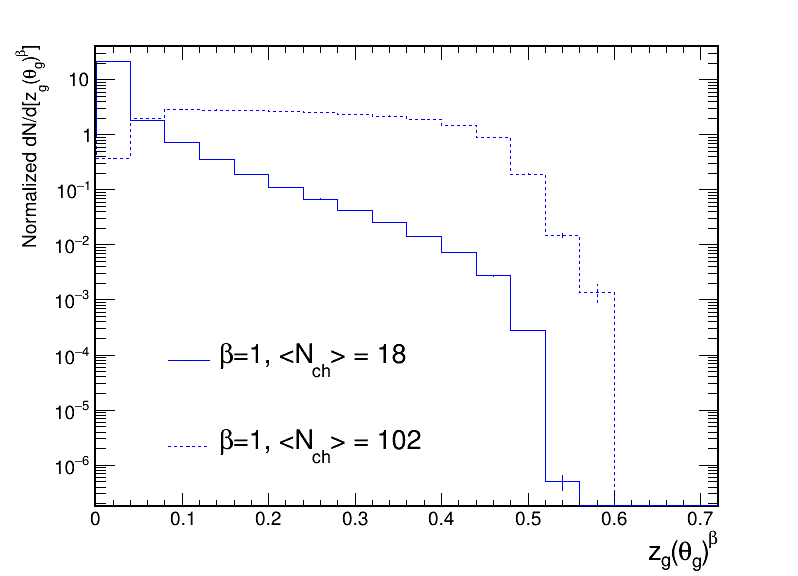 Normalized dN/d[z_g(θ_g)^β]
10
1
10^−1
10^−2
10^−3
10^−4
10^−5
10^−6
β=1, <N_ch> = 18
β=1, <N_ch> = 102
0 0.1 0.2 0.3 0.4 0.5 0.6 0.7
z_g(θ_g)^β